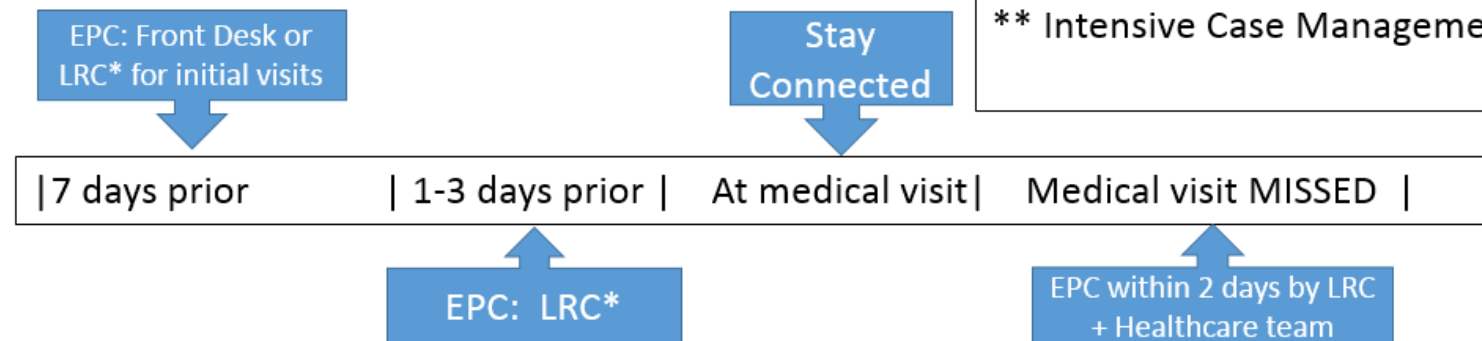 EPC: Front Desk or
LRC* for initial visits
Stay
Connected
** Intensive Case
|7 days prior | 1-3 days prior | At medical visit| Medical visit MISSED |
EPC: LRC*
EPC within 2 days by LRC
+ Healthcare team